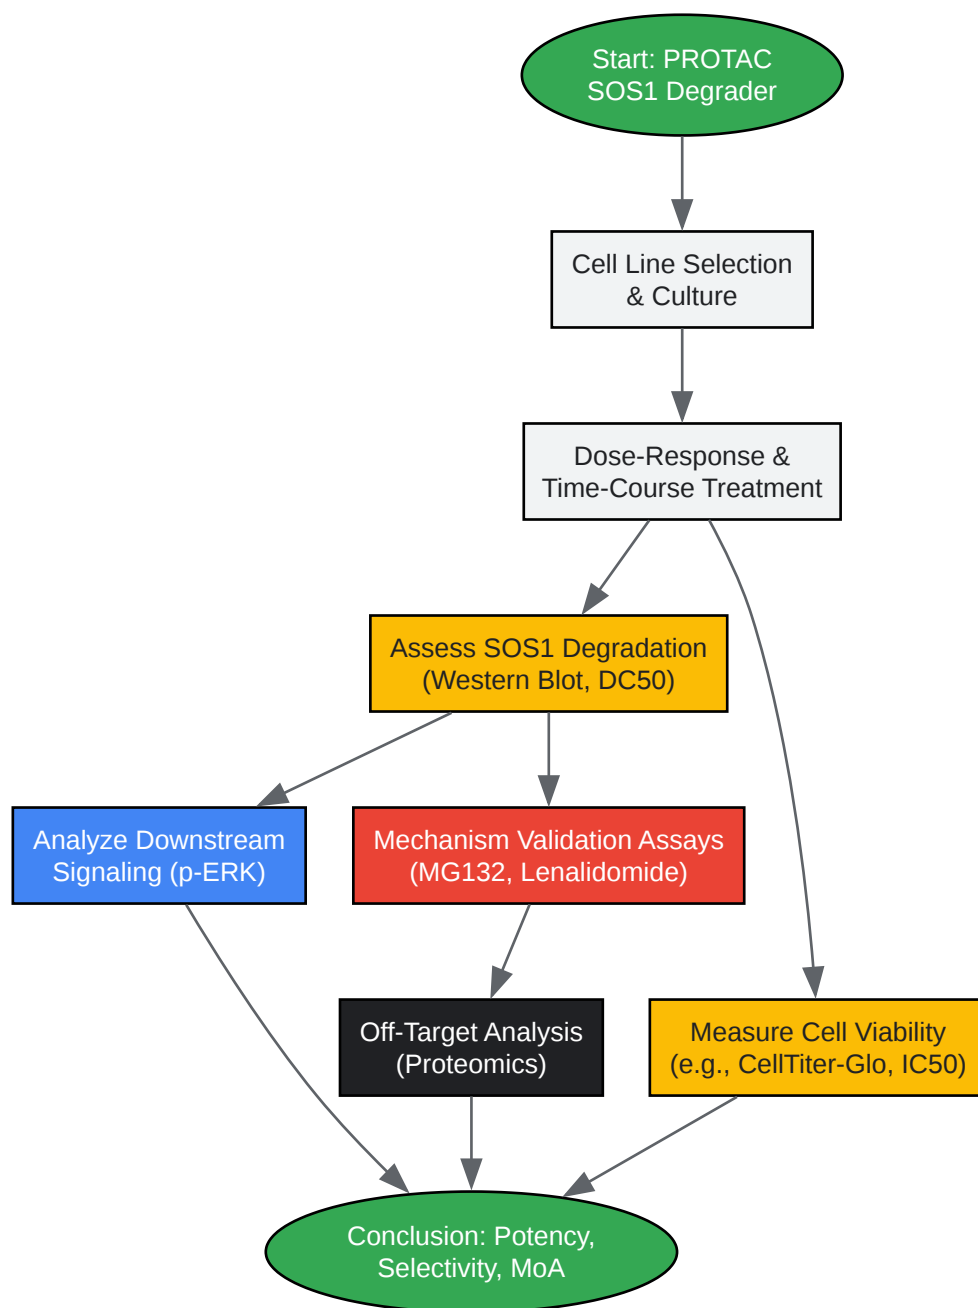 Start: PROTAC
SOS1 Degrader
Cell Line Selection
& Culture
Dose-Response &
Time-Course Treatment
Assess SOS1 Degradation
(Western Blot, DC50)
Analyze Downstream
Signaling (p-ERK)
Mechanism Validation Assays
(MG132, Lenalidomide)
Off-Target Analysis
(Proteomics)
Measure Cell Viability
(e.g., CellTiter-Glo, IC50)
Conclusion: Potency,
Selectivity, MoA